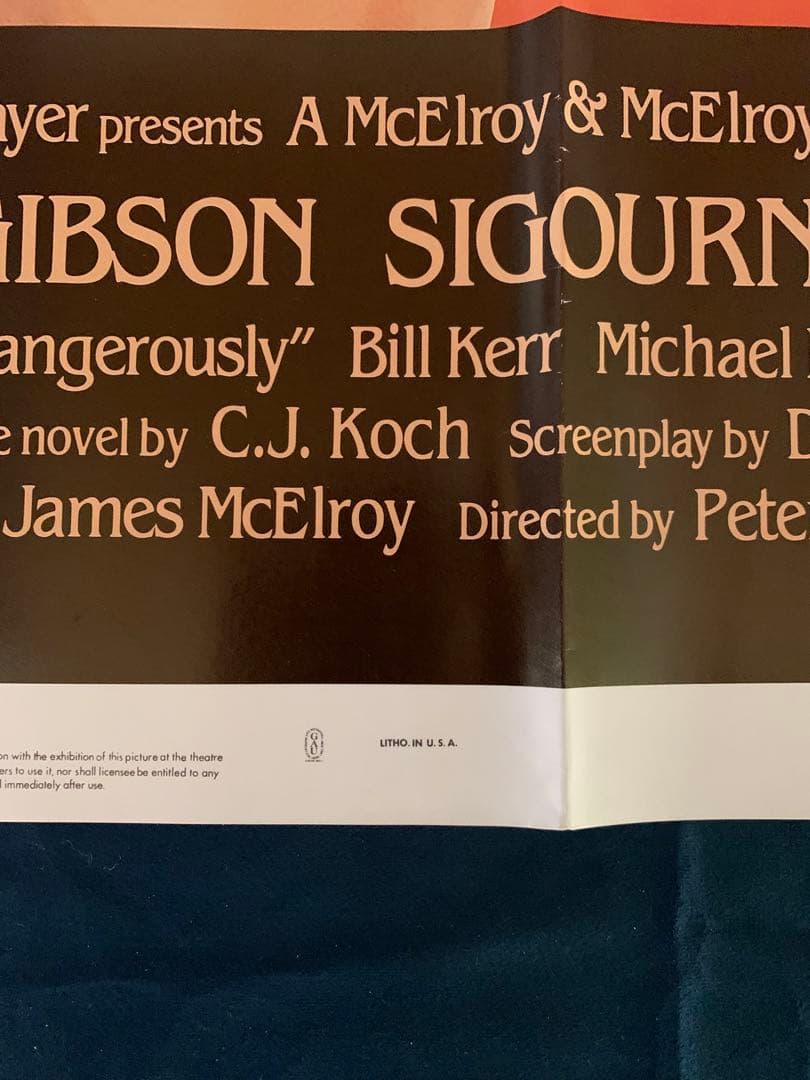 yer presents A McElroy & McElroy
GIBSON SIGOURN
angerously” Bill Kerr Michael
e novel by C.J. Koch Screenplay by D
James McElroy Directed by Pete
on with the exhibition of this picture at the theatre
ers to use it, nor shall licensee be entitled to any
immediately after use.
GAU
LITHO. IN U. S. A.